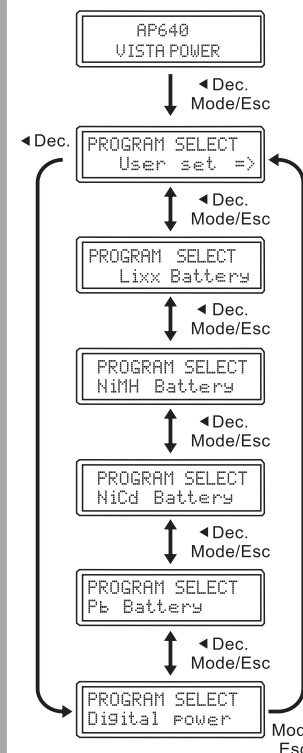 AP640
VISTA POWER
◄ Dec.
Mode/Esc
◄ Dec.
PROGRAM SELECT
User set =>
◄ Dec.
Mode/Esc
PROGRAM SELECT
Lixx Battery
◄ Dec.
Mode/Esc
PROGRAM SELECT
NiMH Battery
◄ Dec.
Mode/Esc
PROGRAM SELECT
NiCd Battery
◄ Dec.
Mode/Esc
PROGRAM SELECT
Pb Battery
◄ Dec.
Mode/Esc
PROGRAM SELECT
Digital power
Esc